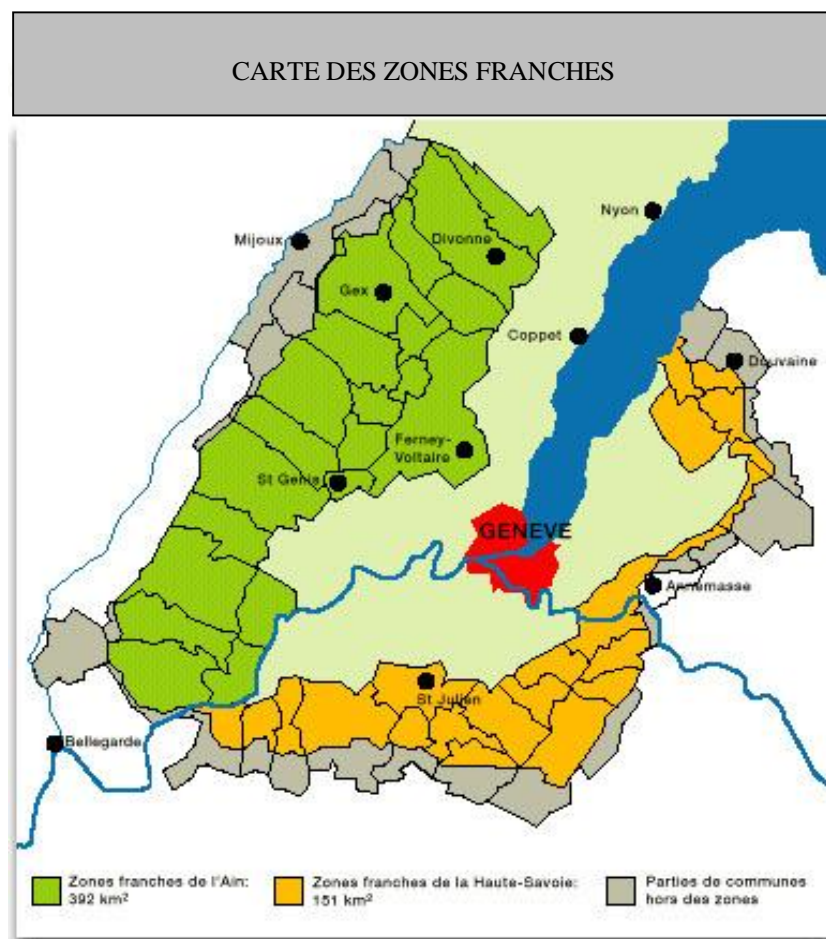 CARTE DES ZONES FRANCHES
Nyon
Mijoux
Divonne
Gex
Coppet
Douvaine
Ferney-
Voltaire
St Genis
GENEVE
Annemasse
St Julien
Bellegarde
Zones franches de l'Ain:
392 km²
Zones franches de la Haute-Savoie:
151 km²
Parties de communes
hors des zones